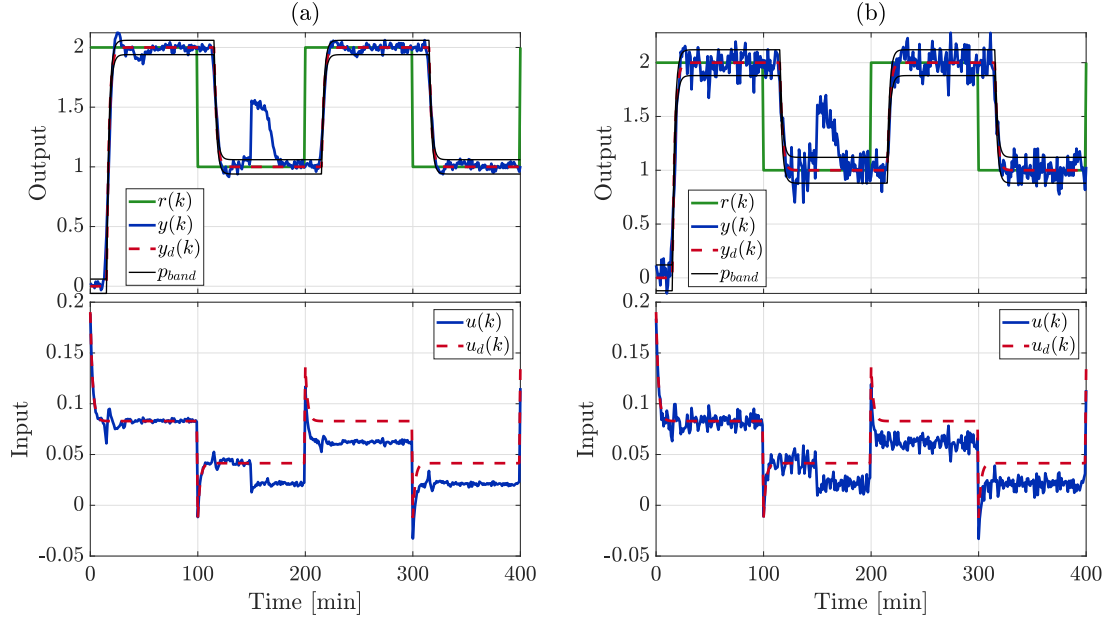 (a)
2
1.5
1
0.5
0
Output
r(k)
y(k)
y_d(k)
p_band
0.2
0.15
0.1
0.05
0
-0.05
Input
u(k)
u_d(k)
0 100 200 300 400
Time [min]
(b)
2
1.5
1
0.5
0
Output
r(k)
y(k)
y_d(k)
p_band
0.2
0.15
0.1
0.05
0
-0.05
Input
u(k)
u_d(k)
0 100 200 300 400
Time [min]